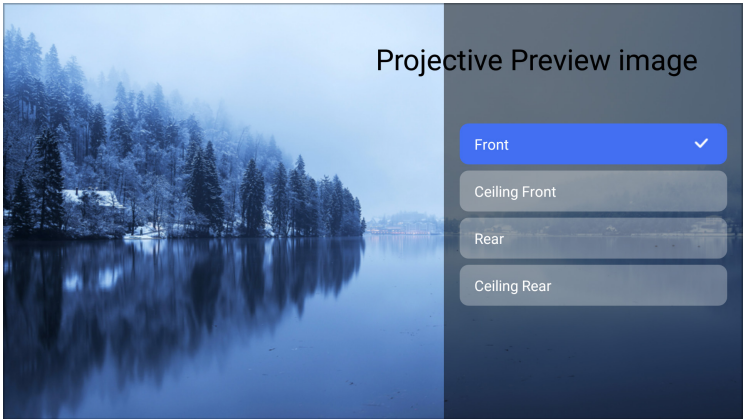 Projective Preview image
Front
Ceiling Front
Rear
Ceiling Rear